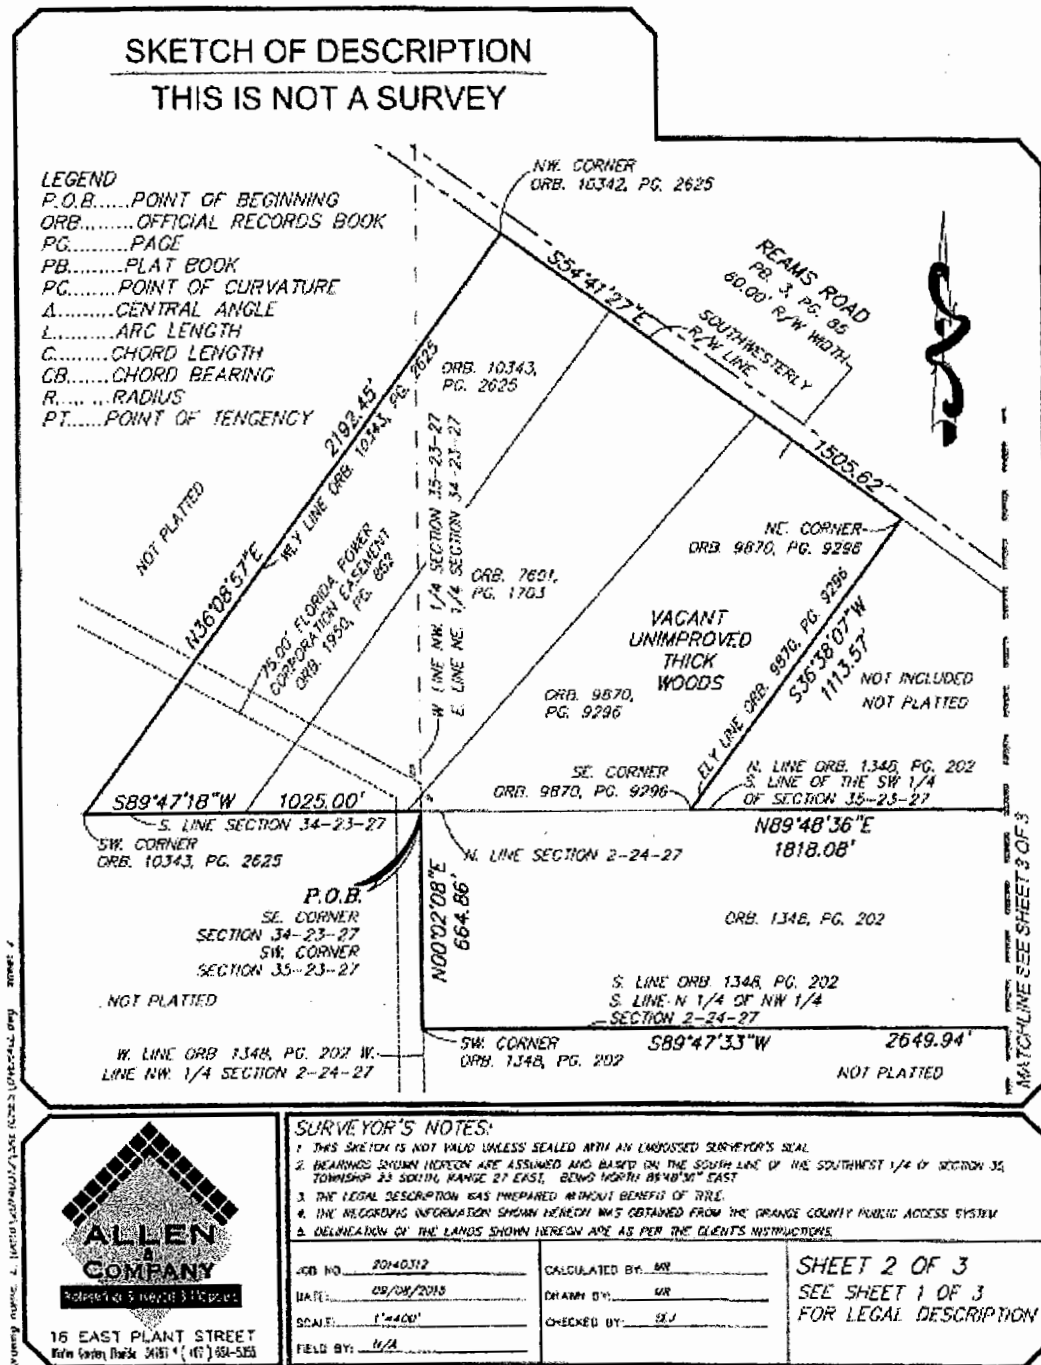 SKETCH OF DESCRIPTION
THIS IS NOT A SURVEY
LEGEND
P.O.B......POINT OF BEGINNING
ORB.........OFFICIAL RECORDS BOOK
PG..........PAGE
PB.........PLAT BOOK
PC........POINT OF CURVATURE
Δ.........CENTRAL ANGLE
L.........ARC LENGTH
C.........CHORD LENGTH
CB.......CHORD BEARING
R.........RADIUS
PT......POINT OF TENGENCY
NW. CORNER
ORB. 10342, PG. 2625
S54°41'27"E
1505.62'
REAMS ROAD
PB. 3, PG. 85
60.00' R/W WIDTH
SOUTHWESTERLY
R/W LINE
ORB. 10343,
PG. 2625
2192.45'
WLY LINE ORB. 10343, PG. 2625
N36°08'57"E
NOT PLATTED
75.00' FLORIDA POWER
CORPORATION EASEMENT
ORB. 1950, PG. 862
W LINE NW. 1/4 SECTION 35-23-27
E. LINE NE. 1/4 SECTION 34-23-27
ORB. 7601,
PG. 1703
NE. CORNER
ORB. 9870, PG. 9296
VACANT
UNIMPROVED
THICK
WOODS
ORB. 9870,
PG. 9296
ELY LINE ORB. 9870, PG. 9296
S36°38'07"W
1113.57'
NOT INCLUDED
NOT PLATTED
SE. CORNER
ORB. 9870, PG. 9296
N. LINE ORB. 1348, PG. 202
S. LINE OF THE SW 1/4
OF SECTION 35-23-27
S89°47'18"W 1025.00'
S. LINE SECTION 34-23-27
SW. CORNER
ORB. 10343, PG. 2625
N89°48'36"E
1818.08'
N. LINE SECTION 2-24-27
P.O.B.
SE. CORNER
SECTION 34-23-27
SW. CORNER
SECTION 35-23-27
N00°02'08"E
664.86'
ORB. 1348, PG. 202
NOT PLATTED
S. LINE ORB. 1348, PG. 202
S. LINE N 1/4 OF NW 1/4
SECTION 2-24-27
W. LINE ORB 1348, PG. 202 W.
LINE NW. 1/4 SECTION 2-24-27
SW. CORNER
ORB. 1348, PG. 202
S89°47'33"W 2649.94'
NOT PLATTED
MATCHLINE SEE SHEET 3 OF 3
ALLEN
&
COMPANY
16 EAST PLANT STREET
SURVEYOR'S NOTES:
1. THIS SKETCH IS NOT VALID UNLESS SEALED WITH AN EMBOSSED SURVEYOR'S SEAL.
2. BEARINGS SHOWN HEREON ARE ASSUMED AND BASED ON THE SOUTH LINE OF THE SOUTHWEST 1/4 OF SECTION 35,
TOWNSHIP 23 SOUTH, RANGE 27 EAST, BEING NORTH EAST
3. THE LEGAL DESCRIPTION WAS PREPARED WITHOUT BENEFIT OF TITLE.
4. THE RECORDING INFORMATION SHOWN HEREON WAS OBTAINED FROM THE ORANGE COUNTY PUBLIC ACCESS SYSTEM
5. DELINEATION OF THE LANDS SHOWN HEREON ARE AS PER THE CLIENT'S INSTRUCTIONS.
JOB NO. 20140312
DATE:
SCALE: 1"=400'
FIELD BY: N/A
CALCULATED BY: MR
DRAWN BY: MR
CHECKED BY:
SHEET 2 OF 3
SEE SHEET 1 OF 3
FOR LEGAL DESCRIPTION